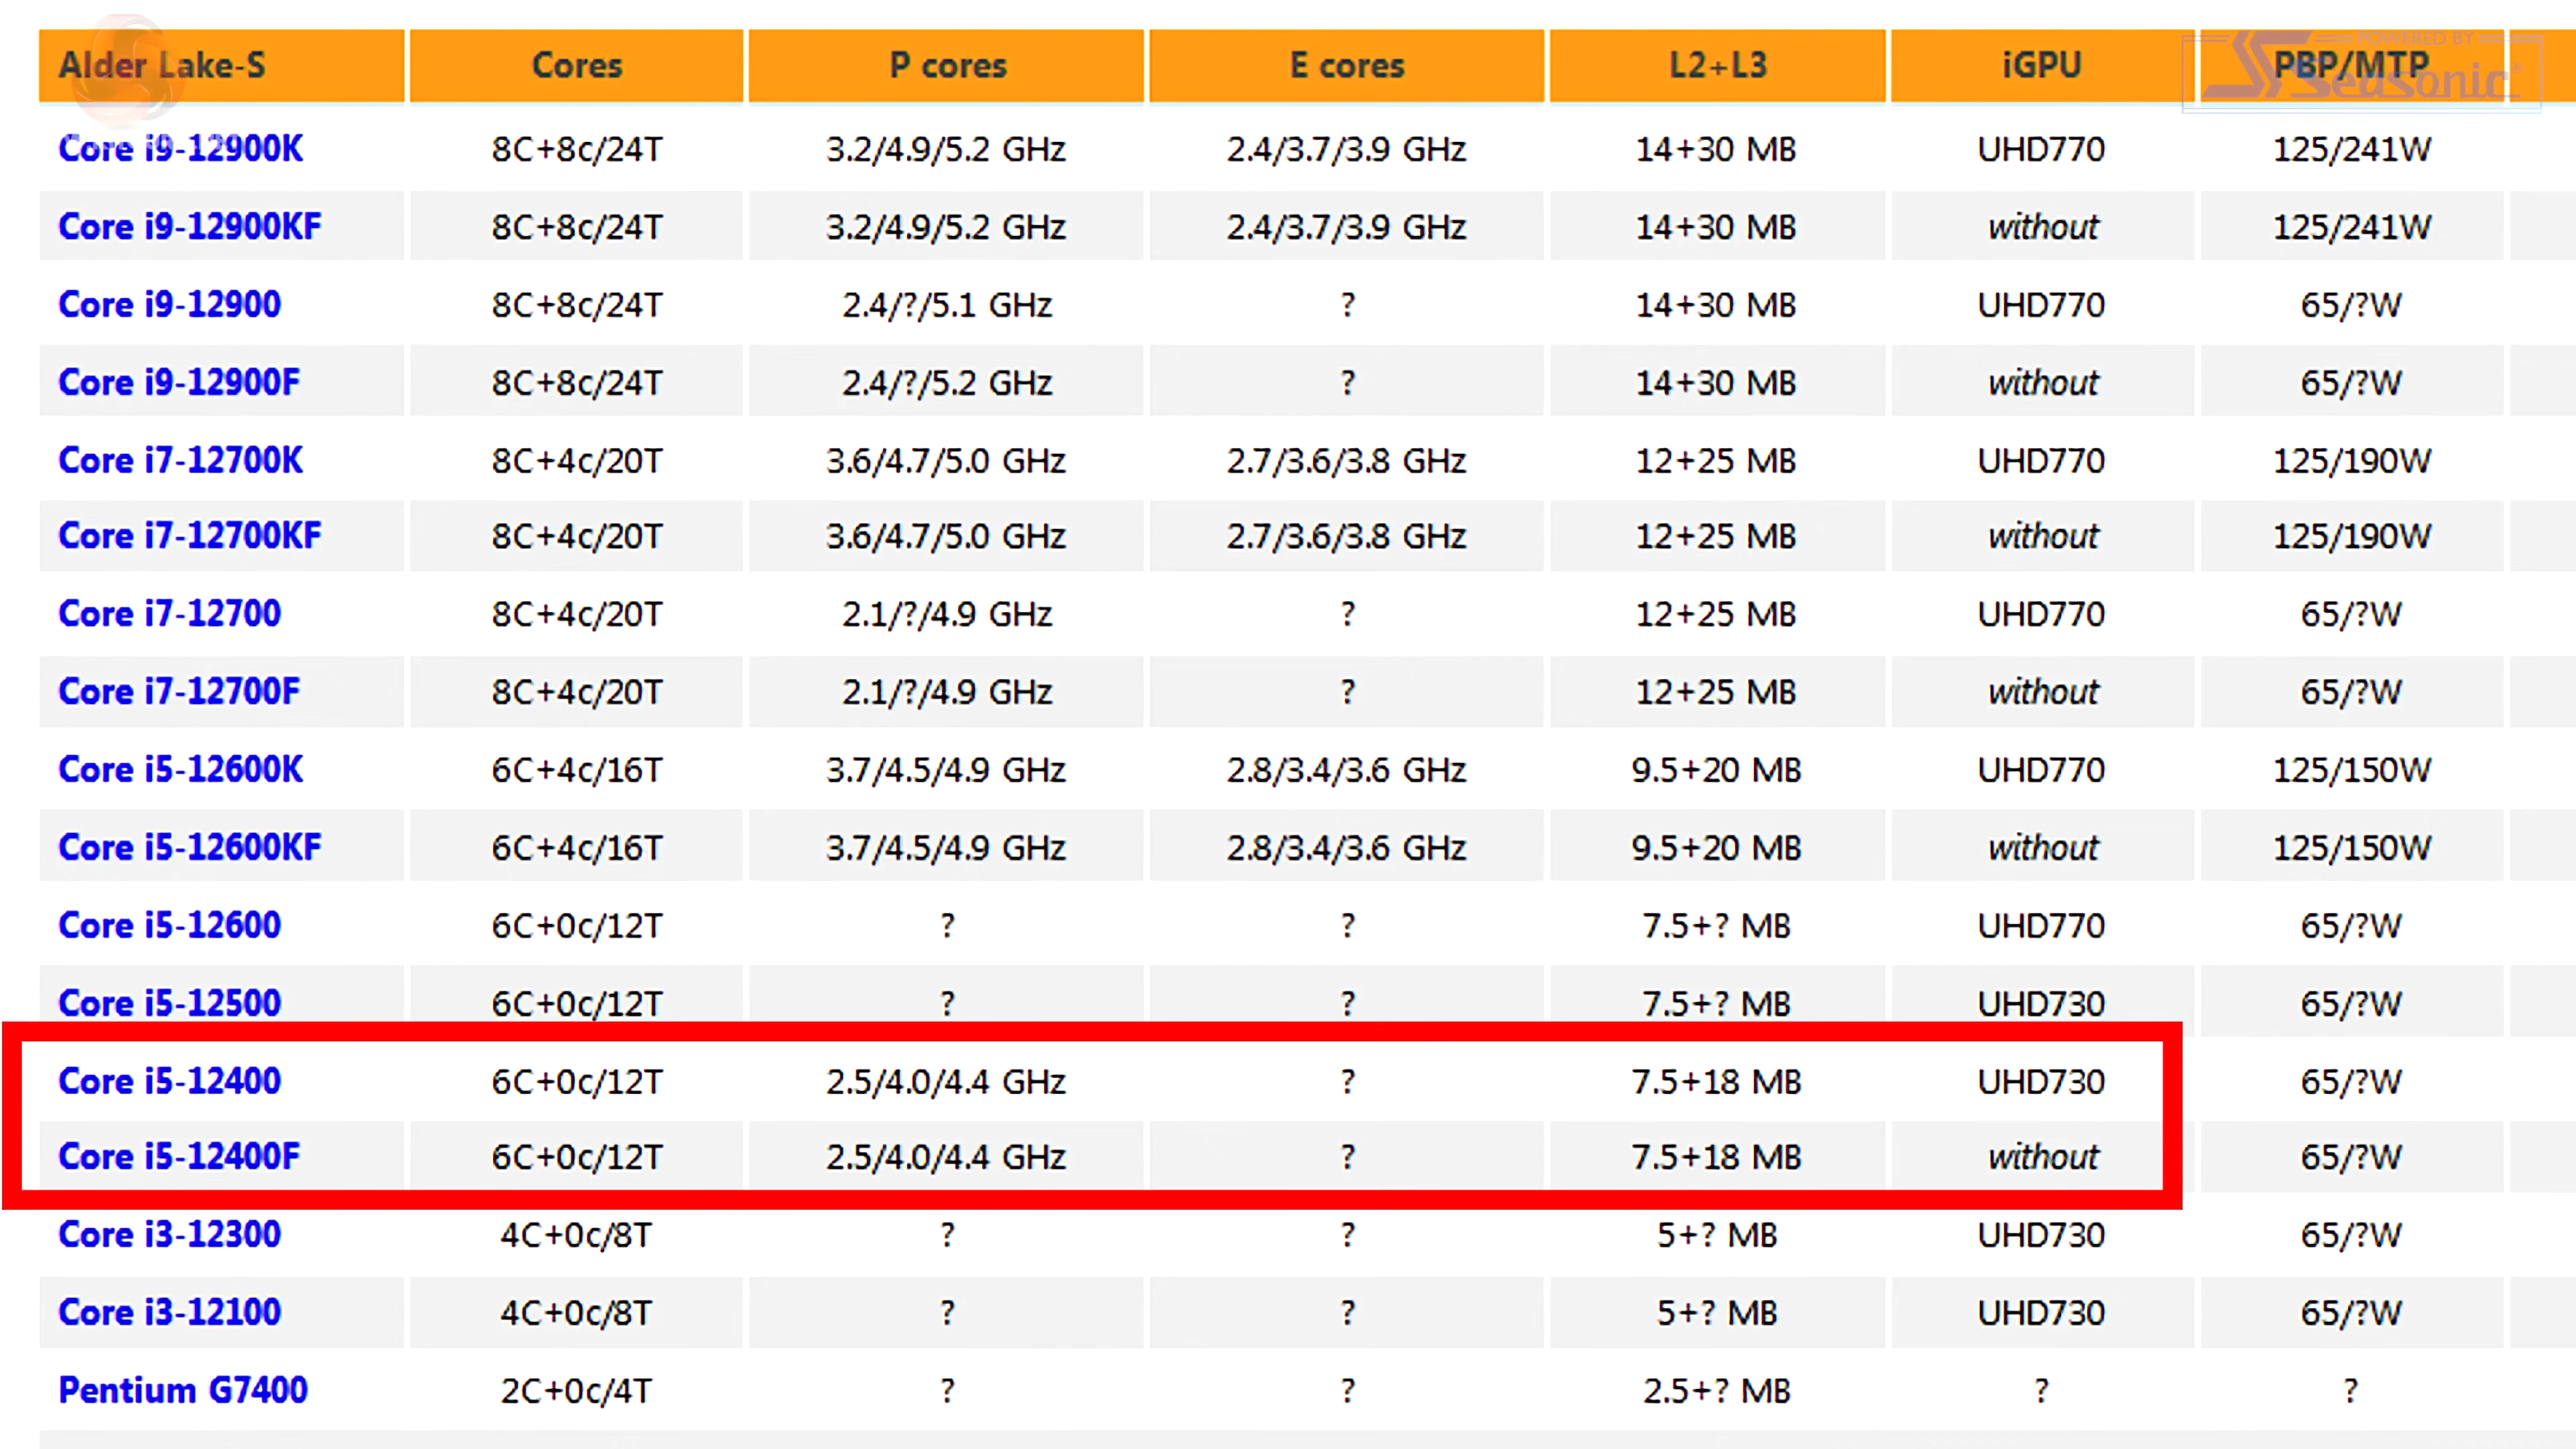 Alder Lake-S Cores P cores E cores L2+L3 iGPU PBP/MTP
POWERED BY
Seasonic
Core i9-12900K 8C+8c/24T 3.2/4.9/5.2 GHz 2.4/3.7/3.9 GHz 14+30 MB UHD770 125/241W
Core i9-12900KF 8C+8c/24T 3.2/4.9/5.2 GHz 2.4/3.7/3.9 GHz 14+30 MB without 125/241W
Core i9-12900 8C+8c/24T 2.4/?/5.1 GHz ? 14+30 MB UHD770 65/?W
Core i9-12900F 8C+8c/24T 2.4/?/5.2 GHz ? 14+30 MB without 65/?W
Core i7-12700K 8C+4c/20T 3.6/4.7/5.0 GHz 2.7/3.6/3.8 GHz 12+25 MB UHD770 125/190W
Core i7-12700KF 8C+4c/20T 3.6/4.7/5.0 GHz 2.7/3.6/3.8 GHz 12+25 MB without 125/190W
Core i7-12700 8C+4c/20T 2.1/?/4.9 GHz ? 12+25 MB UHD770 65/?W
Core i7-12700F 8C+4c/20T 2.1/?/4.9 GHz ? 12+25 MB without 65/?W
Core i5-12600K 6C+4c/16T 3.7/4.5/4.9 GHz 2.8/3.4/3.6 GHz 9.5+20 MB UHD770 125/150W
Core i5-12600KF 6C+4c/16T 3.7/4.5/4.9 GHz 2.8/3.4/3.6 GHz 9.5+20 MB without 125/150W
Core i5-12600 6C+0c/12T ? ? 7.5+? MB UHD770 65/?W
Core i5-12500 6C+0c/12T ? ? 7.5+? MB UHD730 65/?W
Core i5-12400 6C+0c/12T 2.5/4.0/4.4 GHz ? 7.5+18 MB UHD730 65/?W
Core i5-12400F 6C+0c/12T 2.5/4.0/4.4 GHz ? 7.5+18 MB without 65/?W
Core i3-12300 4C+0c/8T ? ? 5+? MB UHD730 65/?W
Core i3-12100 4C+0c/8T ? ? 5+? MB UHD730 65/?W
Pentium G7400 2C+0c/4T ? ? 2.5+? MB ? ?